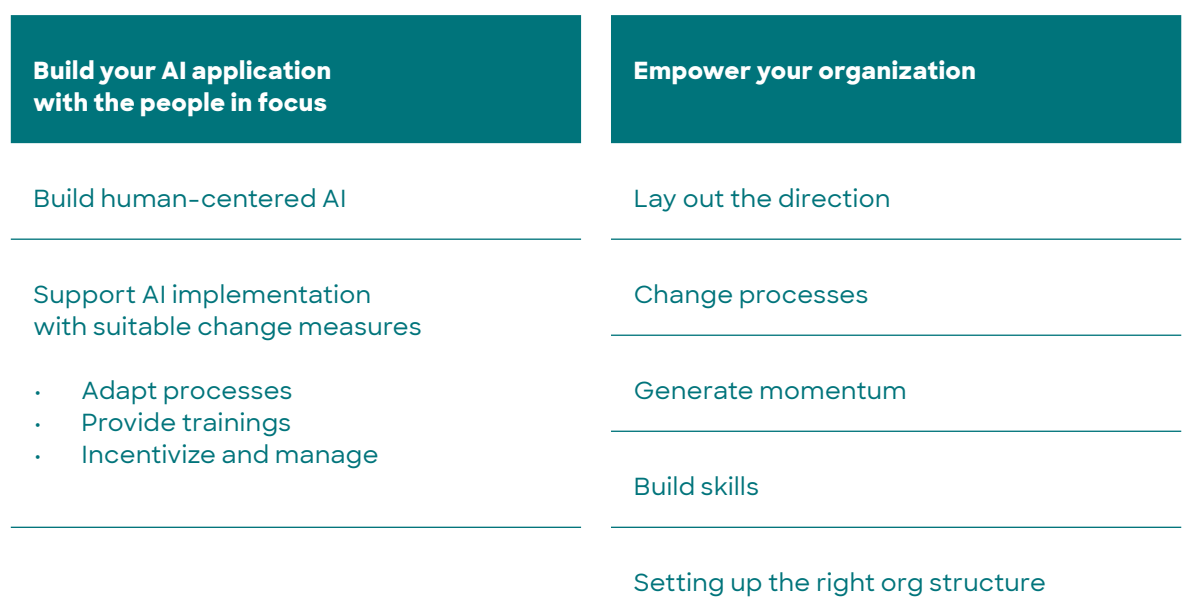 Build your AI application
with the people in focus
Build human-centered AI
Support AI implementation
with suitable change measures
• Adapt processes
• Provide trainings
• Incentivize and manage
Empower your organization
Lay out the direction
Change processes
Generate momentum
Build skills
Setting up the right org structure